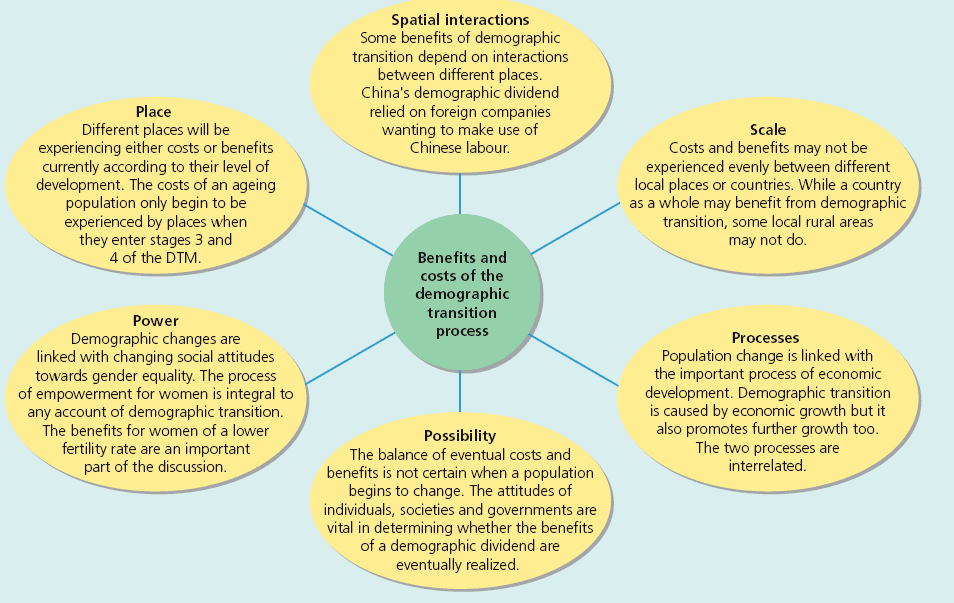 Spatial interactions
Some benefits of demographic
transition depend on interactions
between different places.
China's demographic dividend
relied on foreign companies
wanting to make use of
Chinese labour.
Place
Different places will be
experiencing either costs or benefits
currently according to their level of
development. The costs of an ageing
population only begin to be
experienced by places when
they enter stages 3 and
4 of the DTM.
Scale
Costs and benefits may not be
experienced evenly between different
local places or countries. While a country
as a whole may benefit from demographic
transition, some local rural areas
may not do.
Benefits and
costs of the
demographic
transition
process
Power
Demographic changes are
linked with changing social attitudes
towards gender equality. The process
of empowerment for women is integral to
any account of demographic transition.
The benefits for women of a lower
fertility rate are an important
part of the discussion.
Processes
Population change is linked with
the important process of economic
development. Demographic transition
is caused by economic growth but it
also promotes further growth too.
The two processes are
interrelated.
Possibility
The balance of eventual costs and
benefits is not certain when a population
begins to change. The attitudes of
individuals, societies and governments are
vital in determining whether the benefits
of a demographic dividend are
eventually realized.